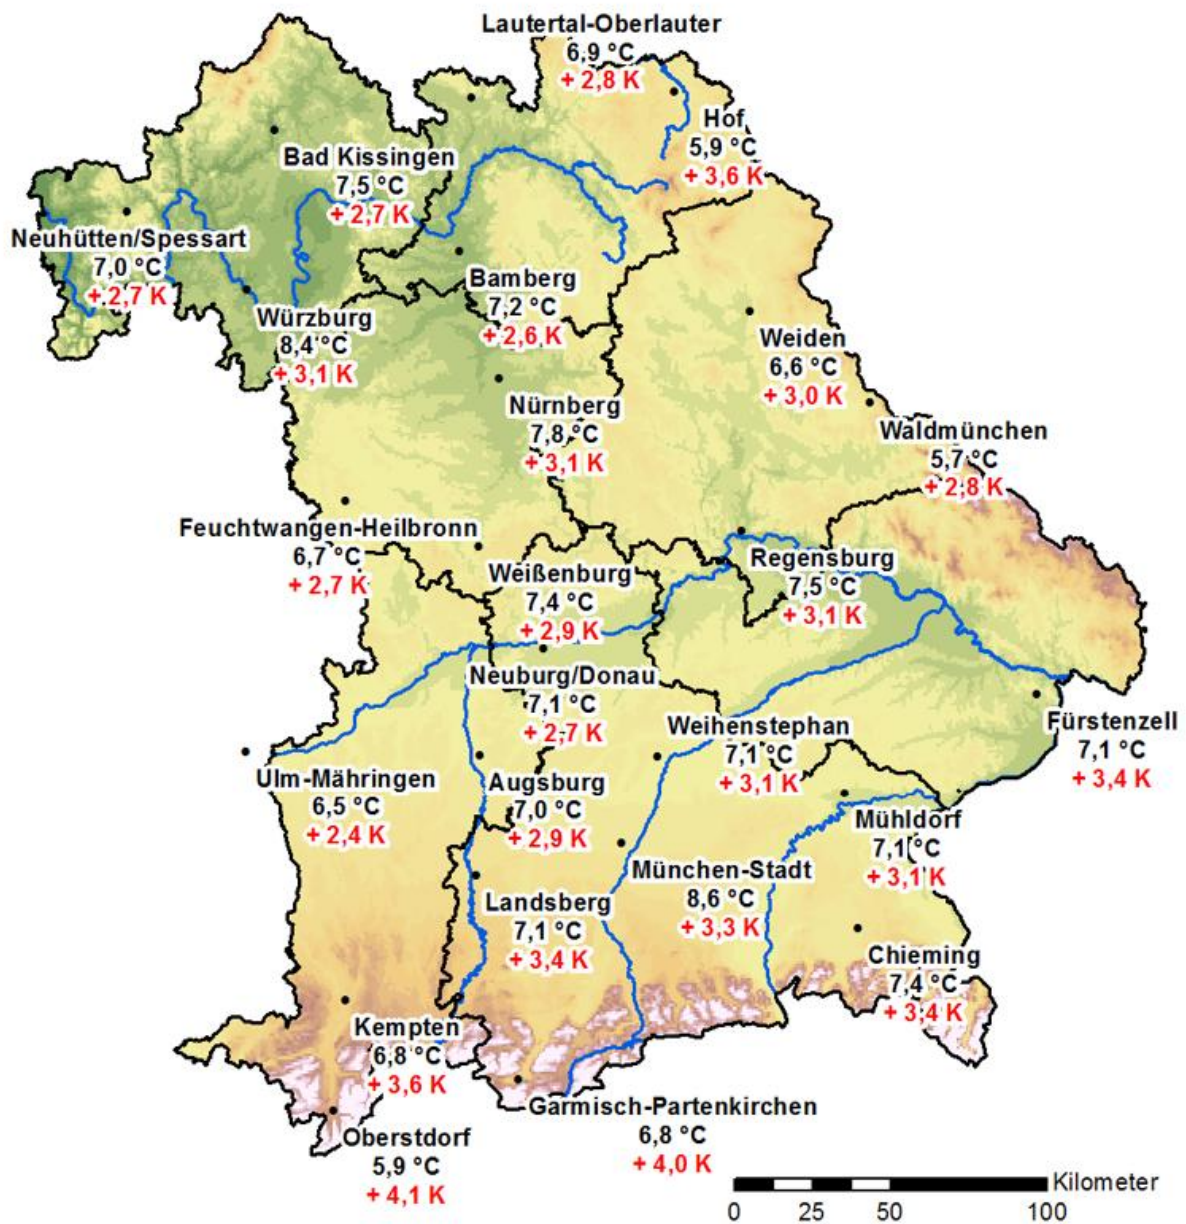 Lautertal-Oberlauter
6,9 °C
+ 2,8 K
Hof
5,9 °C
+ 3,6 K
Bad Kissingen
7,5 °C
+ 2,7 K
Neuhütten/Spessart
7,0 °C
+ 2,7 K
Bamberg
7,2 °C
+ 2,6 K
Würzburg
8,4 °C
+ 3,1 K
Weiden
6,6 °C
+ 3,0 K
Nürnberg
7,8 °C
+ 3,1 K
Waldmünchen
5,7 °C
+ 2,8 K
Feuchtwangen-Heilbronn
6,7 °C
+ 2,7 K
Weißenburg
7,4 °C
+ 2,9 K
Regensburg
7,5 °C
+ 3,1 K
Neuburg/Donau
7,1 °C
+ 2,7 K
Weihenstephan
7,1 °C
+ 3,1 K
Fürstenzell
7,1 °C
+ 3,4 K
Ulm-Mähringen
6,5 °C
+ 2,4 K
Augsburg
7,0 °C
+ 2,9 K
Mühldorf
7,1 °C
+ 3,1 K
München-Stadt
8,6 °C
+ 3,3 K
Landsberg
7,1 °C
+ 3,4 K
Chieming
7,4 °C
+ 3,4 K
Kempten
6,8 °C
+ 3,6 K
Garmisch-Partenkirchen
6,8 °C
+ 4,0 K
Oberstdorf
5,9 °C
+ 4,1 K
Kilometer
0 25 50 100